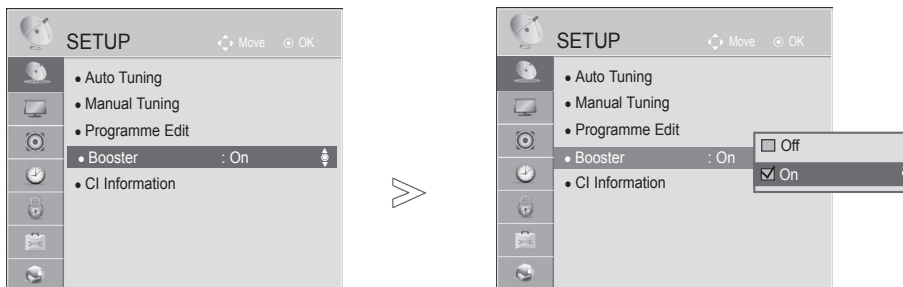 SETUP
Move OK
• Auto Tuning
• Manual Tuning
• Programme Edit
• Booster : On
• CI Information
SETUP
Move OK
• Auto Tuning
• Manual Tuning
• Programme Edit
• Booster : On
• CI Information
Off
On